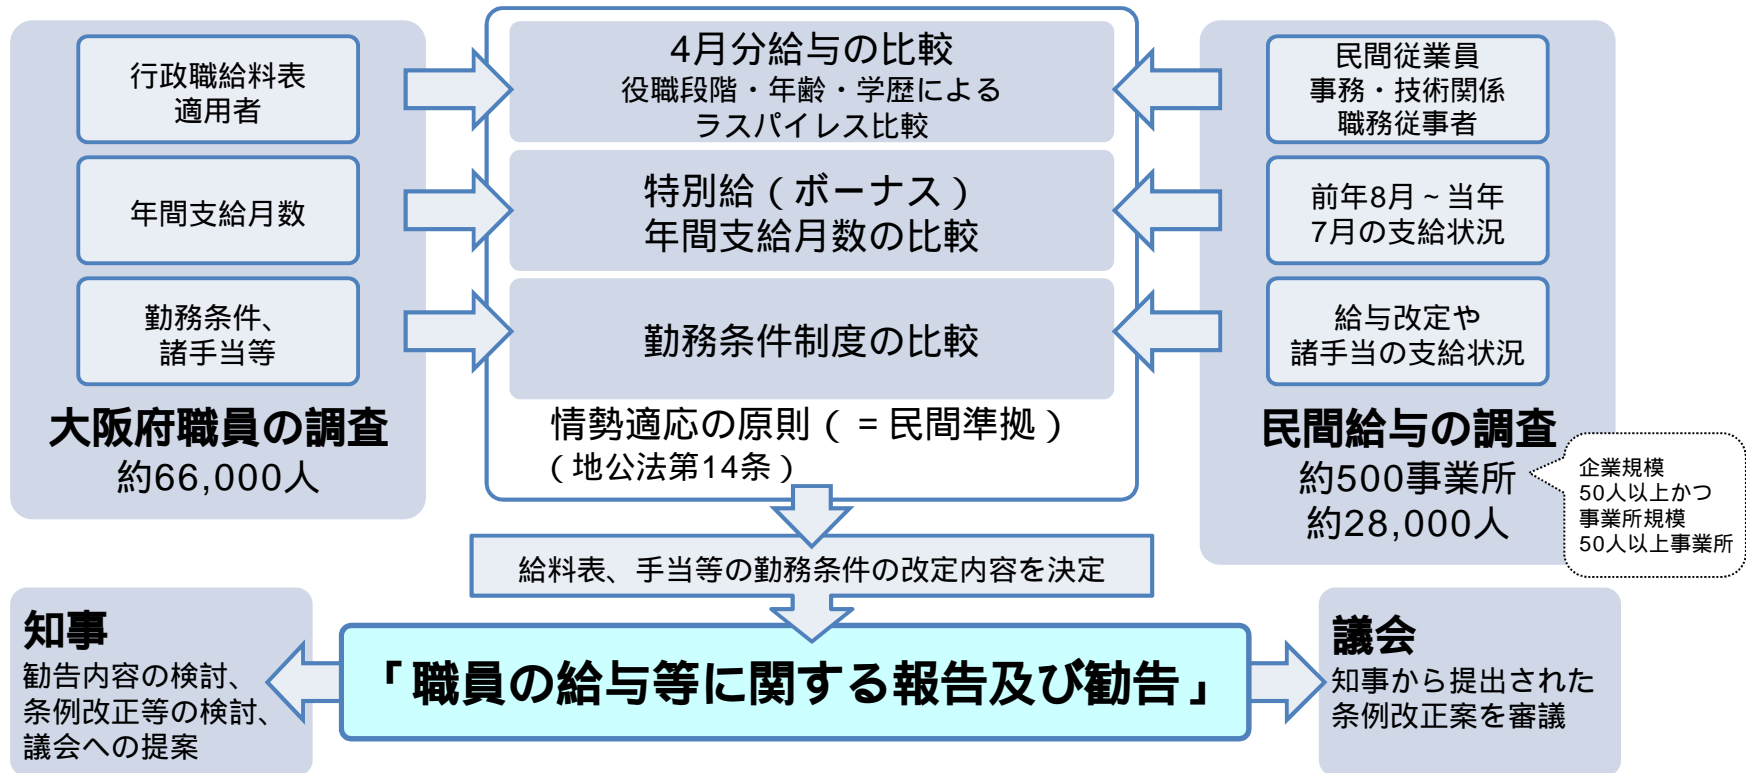 行政職給料表
適用者
年間支給月数
勤務条件、
諸手当等
大阪府職員の調査
約66,000人
4月分給与の比較
役職段階・年齢・学歴による
ラスパイレス比較
特別給（ボーナス）
年間支給月数の比較
勤務条件制度の比較
情勢適応の原則（＝民間準拠）
（地公法第14条）
民間従業員
事務・技術関係
職務従事者
前年8月～当年
7月の支給状況
給与改定や
諸手当の支給状況
民間給与の調査
約500事業所
約28,000人
企業規模
50人以上かつ
事業所規模
50人以上事業所
給料表、手当等の勤務条件の改定内容を決定
「職員の給与等に関する報告及び勧告」
知事
勧告内容の検討、
条例改正等の検討、
議会への提案
議会
知事から提出された
条例改正案を審議